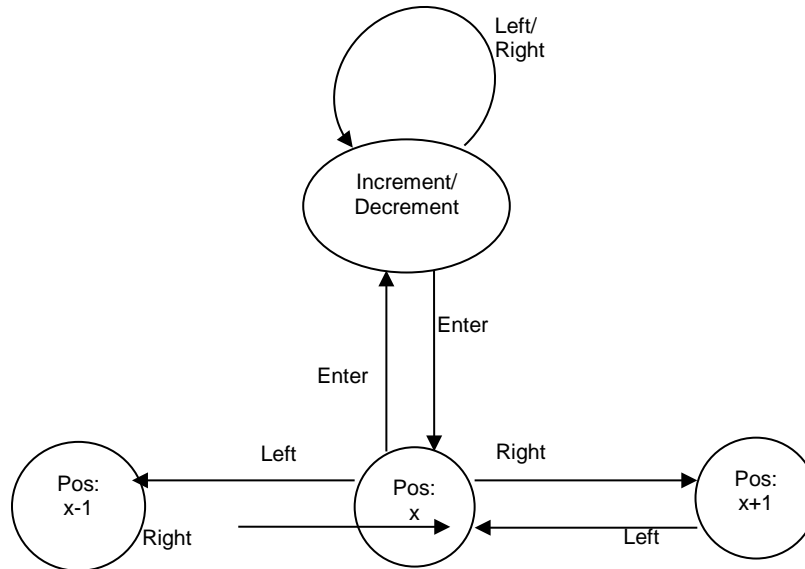 Left/
Right
Increment/
Decrement
Enter
Enter
Left
Right
Pos:
x-1
Pos:
x
Pos:
x+1
Right
Left